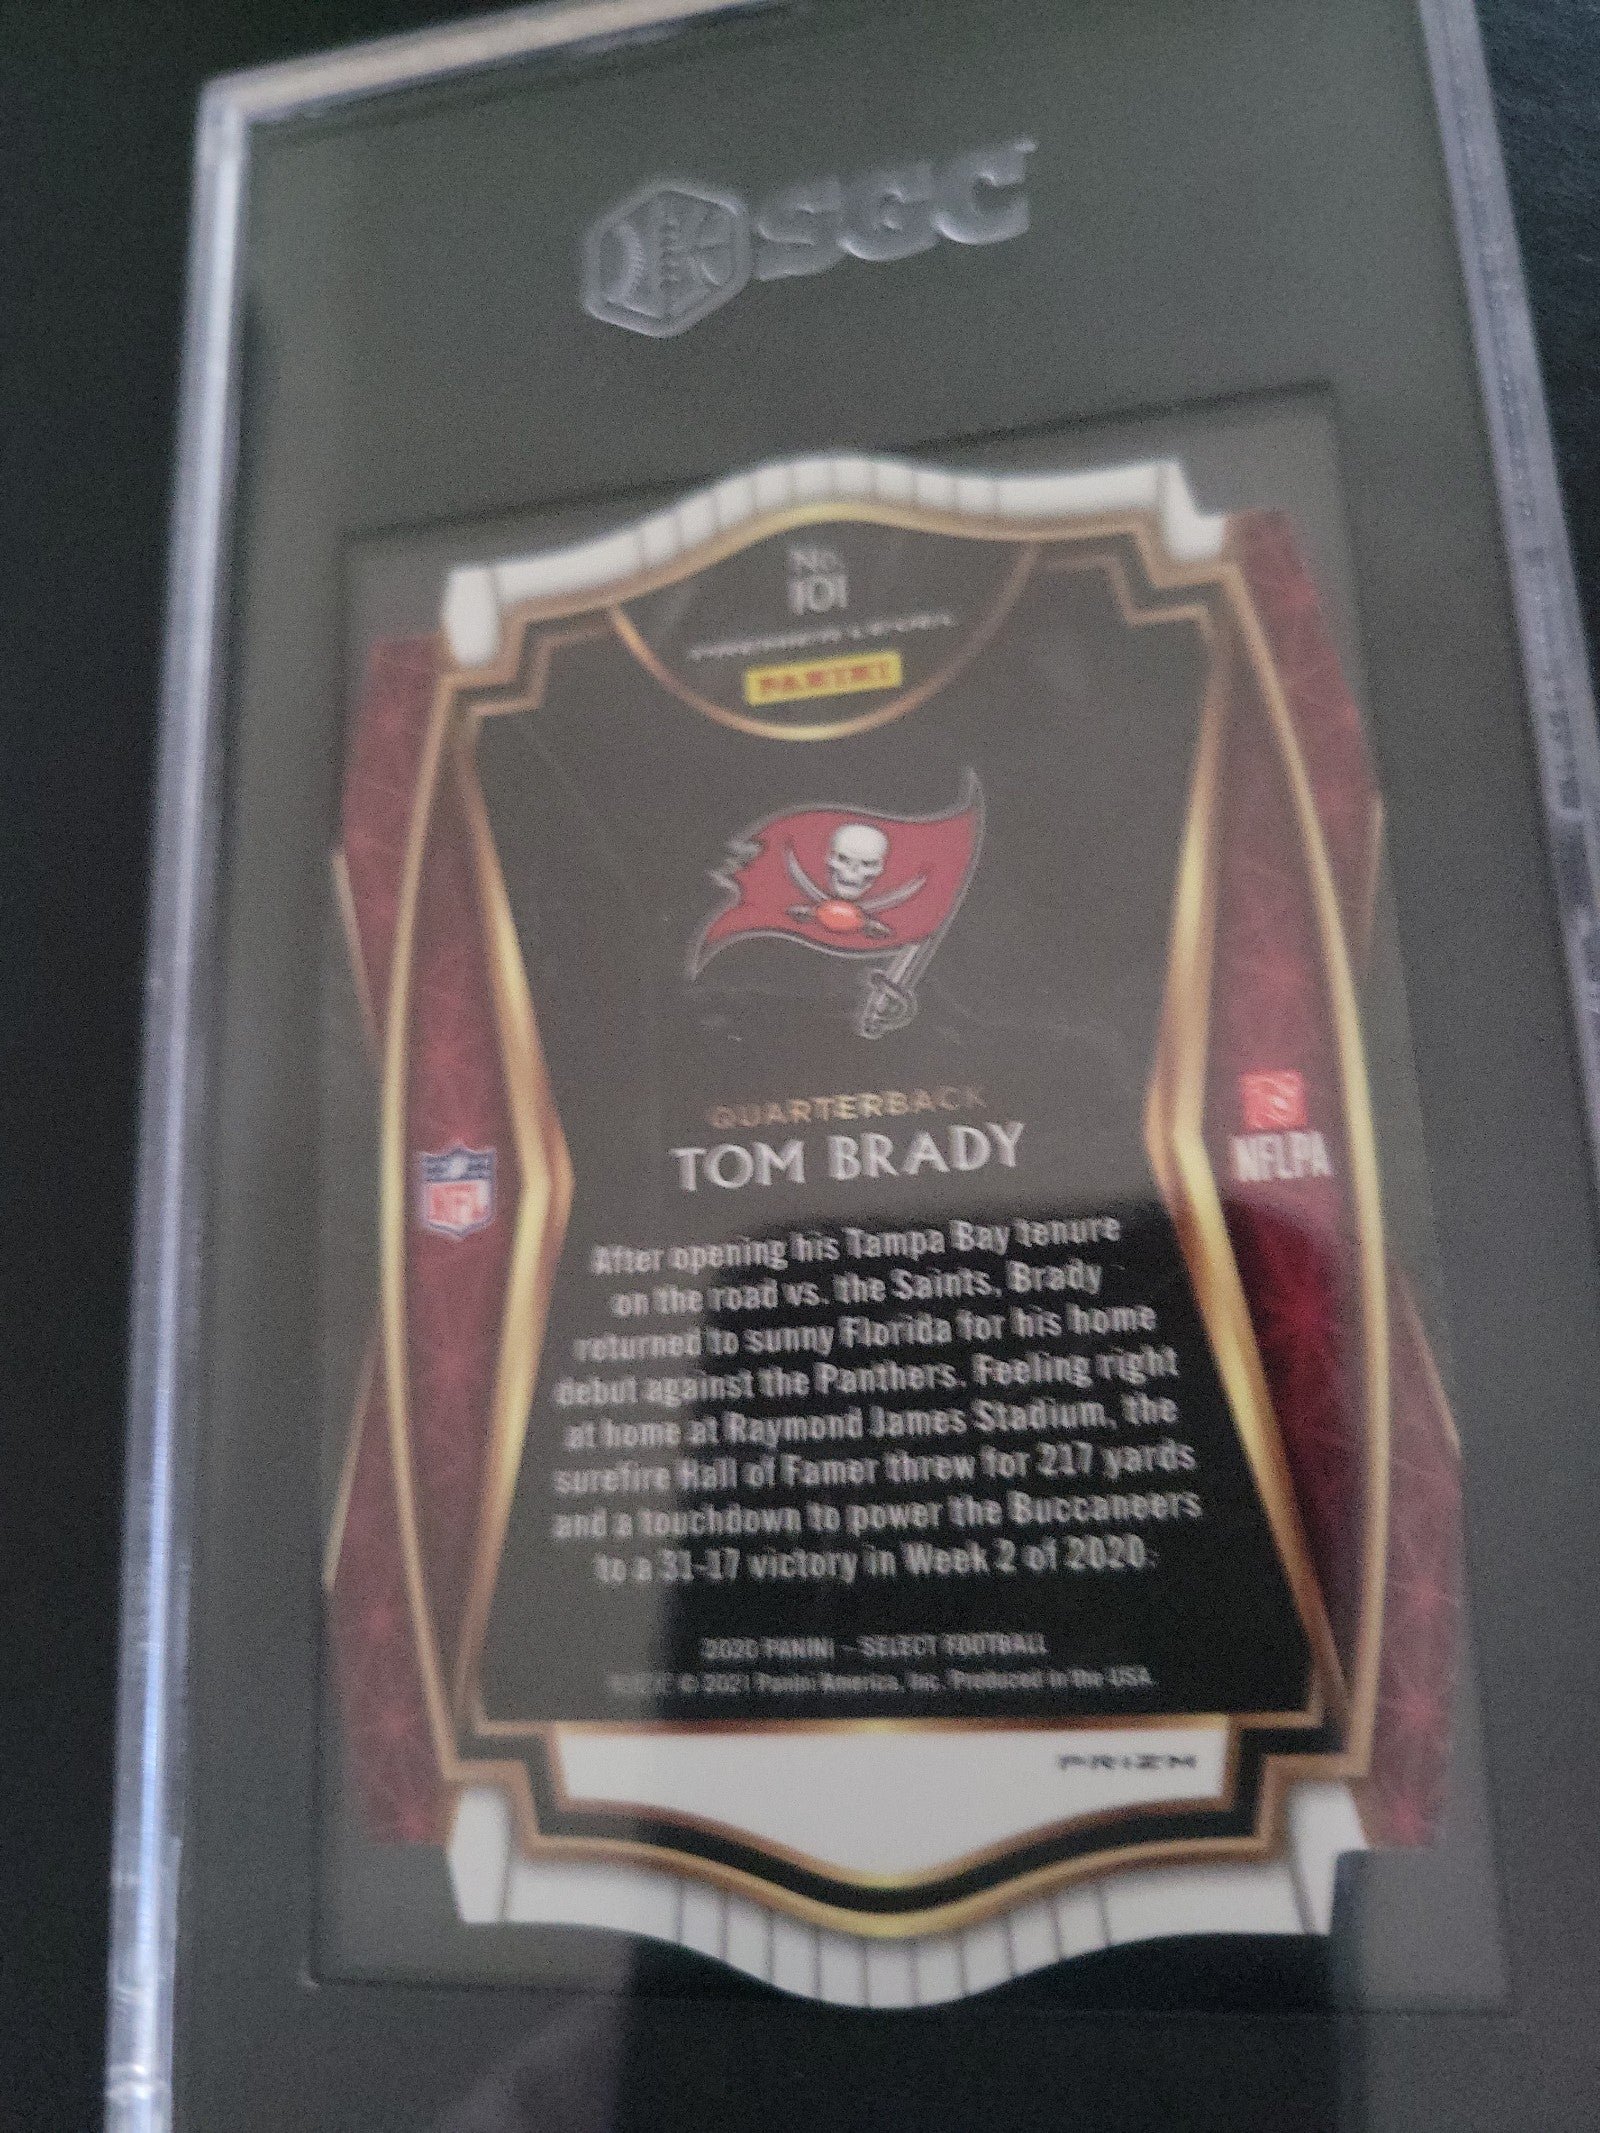 SGC
No.
101
PREMIER LEVEL
PANINI
QUARTERBACK
TOM BRADY
NFL
NFLPA
After opening his Tampa Bay tenure
on the road vs. the Saints, Brady
returned to sunny Florida for his home
debut against the Panthers. Feeling right
at home at Raymond James Stadium, the
surefire Hall of Famer threw for 217 yards
and a touchdown to power the Buccaneers
to a 31-17 victory in Week 2 of 2020.
2020 PANINI – SELECT FOOTBALL
© 2021 Panini America, Inc. Produced in the USA.
PRIZM